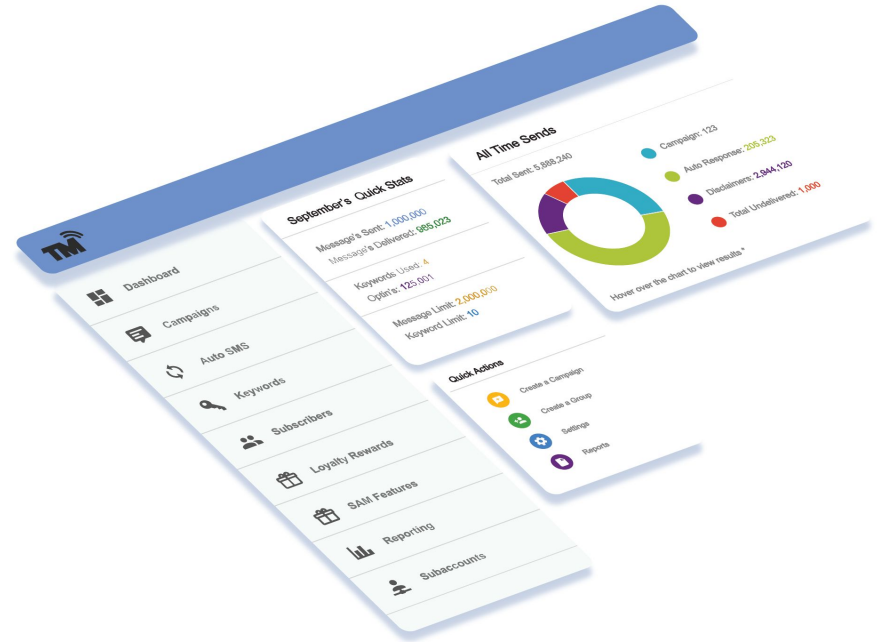 TM
Dashboard
Campaigns
Auto SMS
Keywords
Subscribers
Loyalty Rewards
SAM Features
Reporting
Subaccounts
September's Quick Stats
Message's Sent: 1,000,000
Message's Delivered: 985,023
Keywords Used: 4
Optin's: 125,001
Message Limit: 2,000,000
Keyword Limit: 10
All Time Sends
Total Sent: 5,888,240
Campaign: 123
Auto Response: 205,323
Disclaimers: 2,944,120
Total Undelivered: 1,000
Hover over the chart to view results*
Quick Actions
Create a Campaign
Create a Group
Settings
Reports